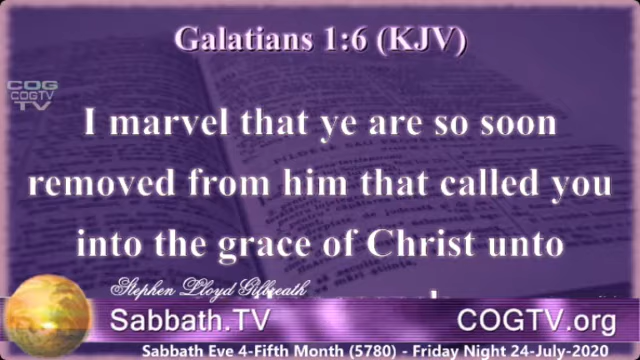 Galatians 1:6 (KJV)
COG
COGTV
TV
I marvel that ye are so soon
removed from him that called you
into the grace of Christ unto
Stephen Lloyd Gilbreath
Sabbath.TV
COGTV.org
Sabbath Eve 4-Fifth Month (5780) - Friday Night 24-July-2020